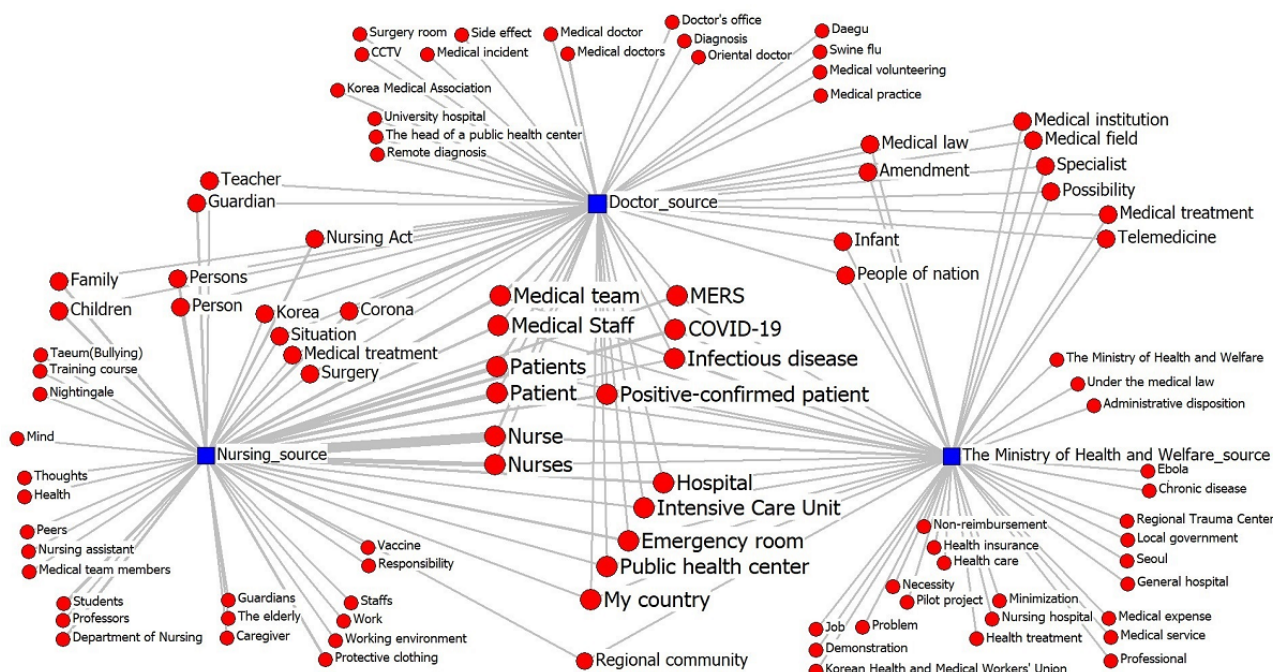 Surgery room
Side effect
Medical doctor
Doctor's office
CCTV
Medical incident
Medical doctors
Diagnosis
Oriental doctor
Daegu
Swine flu
Medical volunteering
Medical practice
Korea Medical Association
University hospital
The head of a public health center
Remote diagnosis
Medical institution
Medical field
Medical law
Specialist
Amendment
Possibility
Teacher
Guardian
Doctor_source
Medical treatment
Telemedicine
Nursing Act
Infant
People of nation
Family
Persons
Children
Person
Korea
Corona
Situation
Medical treatment
Surgery
Medical team
MERS
Medical Staff
COVID-19
Infectious disease
Patients
Patient
Positive-confirmed patient
Nurse
Nurses
Hospital
Intensive Care Unit
Emergency room
Public health center
My country
Regional community
Taeum(Bullying)
Training course
Nightingale
Mind
Nursing_source
Thoughts
Health
Peers
Nursing assistant
Medical team members
Students
Professors
Department of Nursing
Guardians
The elderly
Caregiver
Vaccine
Responsibility
Staffs
Work
Working environment
Protective clothing
The Ministry of Health and Welfare
Under the medical law
Administrative disposition
The Ministry of Health and Welfare_source
Ebola
Chronic disease
Regional Trauma Center
Local government
Seoul
General hospital
Non-reimbursement
Health insurance
Health care
Necessity
Pilot project
Minimization
Nursing hospital
Health treatment
Job
Problem
Demonstration
Korean Health and Medical Workers' Union
Medical expense
Medical service
Professional